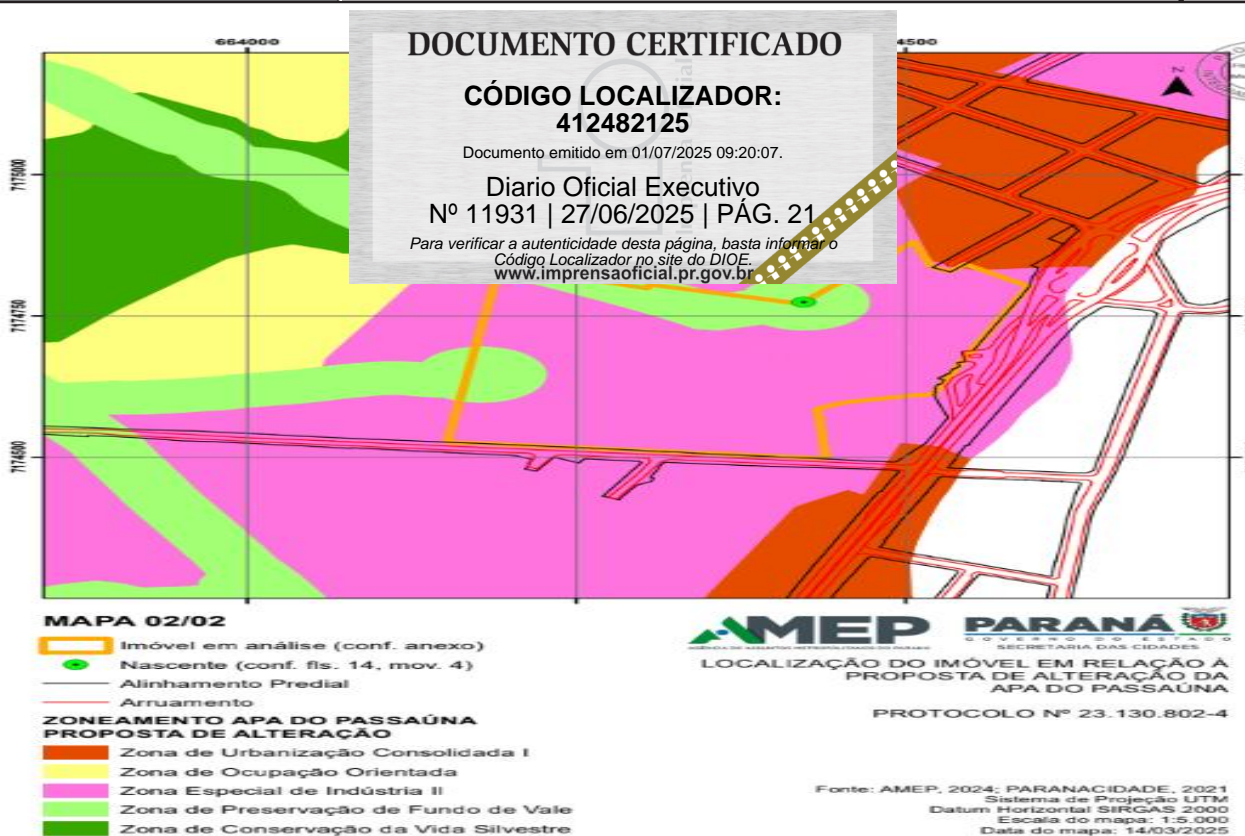 DOCUMENTO CERTIFICADO
CÓDIGO LOCALIZADOR:
412482125
Documento emitido em 01/07/2025 09:20:07.
Diario Oficial Executivo
Nº 11931 | 27/06/2025 | PÁG. 21
Para verificar a autenticidade desta página, basta informar o
Código Localizador no site do DIOE.
www.imprensaoficial.pr.gov.br
664000
4500
N
7175000
7174750
7174500
MAPA 02/02
Imóvel em análise (conf. anexo)
Nascente (conf. fls. 14, mov. 4)
Alinhamento Predial
Arruamento
ZONEAMENTO APA DO PASSAÚNA
PROPOSTA DE ALTERAÇÃO
Zona de Urbanização Consolidada I
Zona de Ocupação Orientada
Zona Especial de Indústria II
Zona de Preservação de Fundo de Vale
Zona de Conservação da Vida Silvestre
AMEP
AGÊNCIA DE ASSUNTOS METROPOLITANOS DO PARANÁ
PARANÁ
GOVERNO DO ESTADO
SECRETARIA DAS CIDADES
LOCALIZAÇÃO DO IMÓVEL EM RELAÇÃO À
PROPOSTA DE ALTERAÇÃO DA
APA DO PASSAÚNA
PROTOCOLO Nº 23.130.802-4
Fonte: AMEP, 2024; PARANACIDADE, 2021
Sistema de Projeção UTM
Datum Horizontal SIRGAS 2000
Escala do mapa: 1:5.000
Data do mapa: 14/03/2025